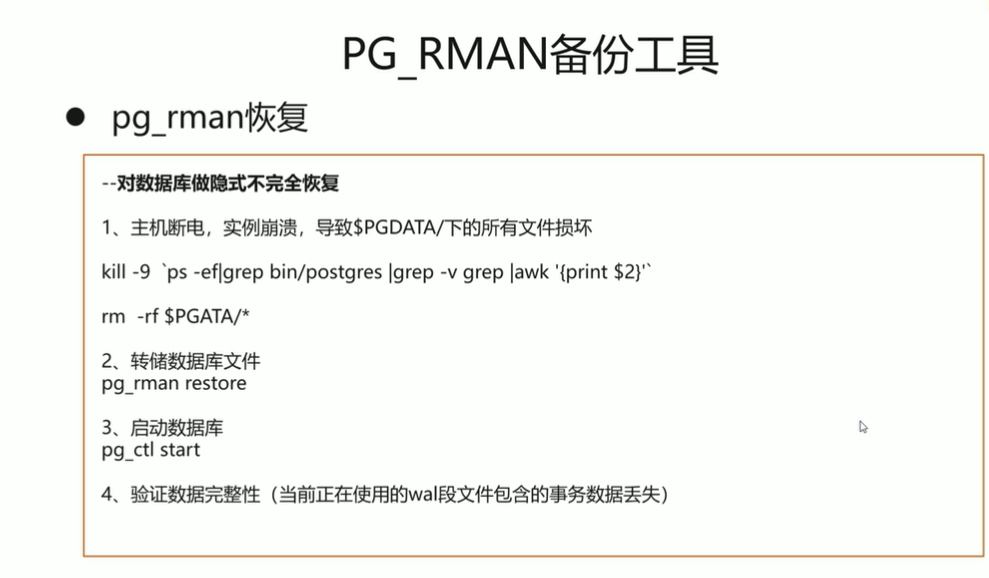 PG_RMAN备份工具
● pg_rman恢复
--对数据库做隐式不完全恢复
1、主机断电，实例崩溃，导致$PGDATA/下的所有文件损坏
kill -9 `ps -ef|grep bin/postgres |grep -v grep |awk '{print $2}'`
rm -rf $PGATA/*
2、转储数据库文件
pg_rman restore
3、启动数据库
pg_ctl start
4、验证数据完整性（当前正在使用的wal段文件包含的事务数据丢失）